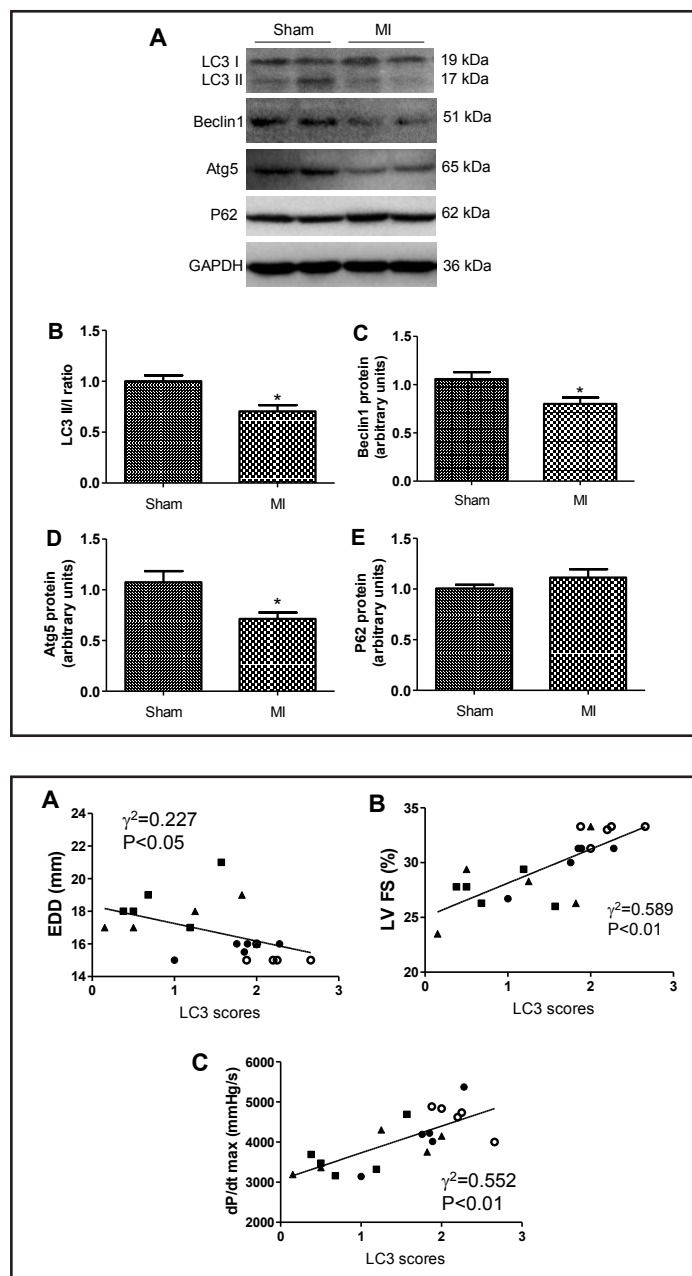 A
Sham MI
LC3 I 19 kDa
LC3 II 17 kDa
Beclin1 51 kDa
Atg5 65 kDa
P62 62 kDa
GAPDH 36 kDa
B
LC3 II/I ratio
1.5
1.0
0.5
0.0
*
Sham MI
C
Beclin1 protein
(arbitrary units)
1.5
1.0
0.5
0.0
*
Sham MI
D
Atg5 protein
(arbitrary units)
1.5
1.0
0.5
0.0
*
Sham MI
E
P62 protein
(arbitrary units)
1.5
1.0
0.5
0.0
Sham MI
A
γ²=0.227
P<0.05
EDD (mm)
24
22
20
18
16
14
0 1 2 3
LC3 scores
B
LV FS (%)
40
35
30
25
20
γ²=0.589
P<0.01
0 1 2 3
LC3 scores
C
dP/dt max (mmHg/s)
6000
5000
4000
3000
2000
γ²=0.552
P<0.01
0 1 2 3
LC3 scores